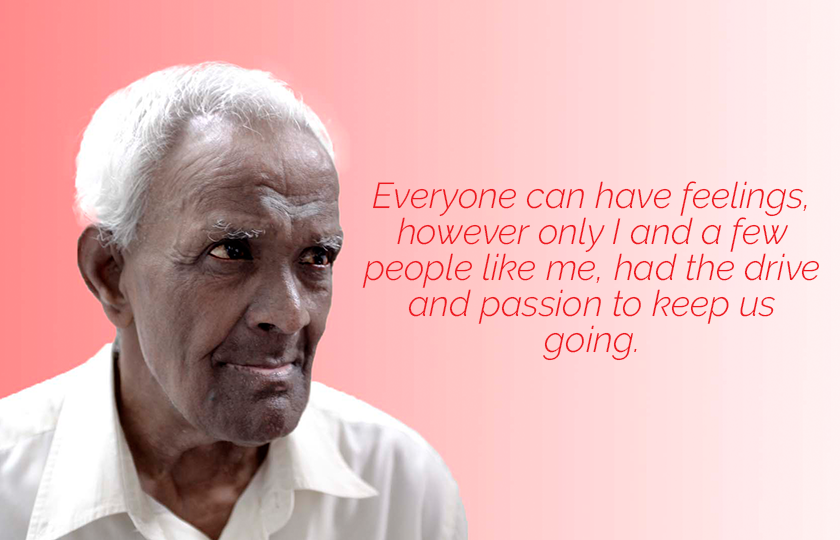 Everyone can have feelings,
however only I and a few
people like me, had the drive
and passion to keep us
going.